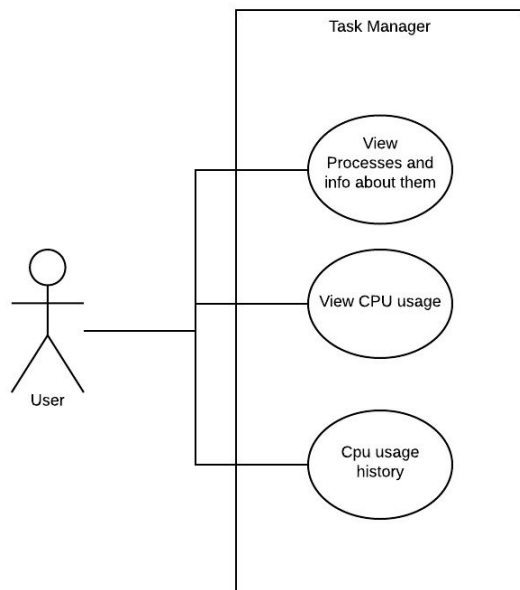 Task Manager
View
Processes and
info about them
View CPU usage
User
Cpu usage
history